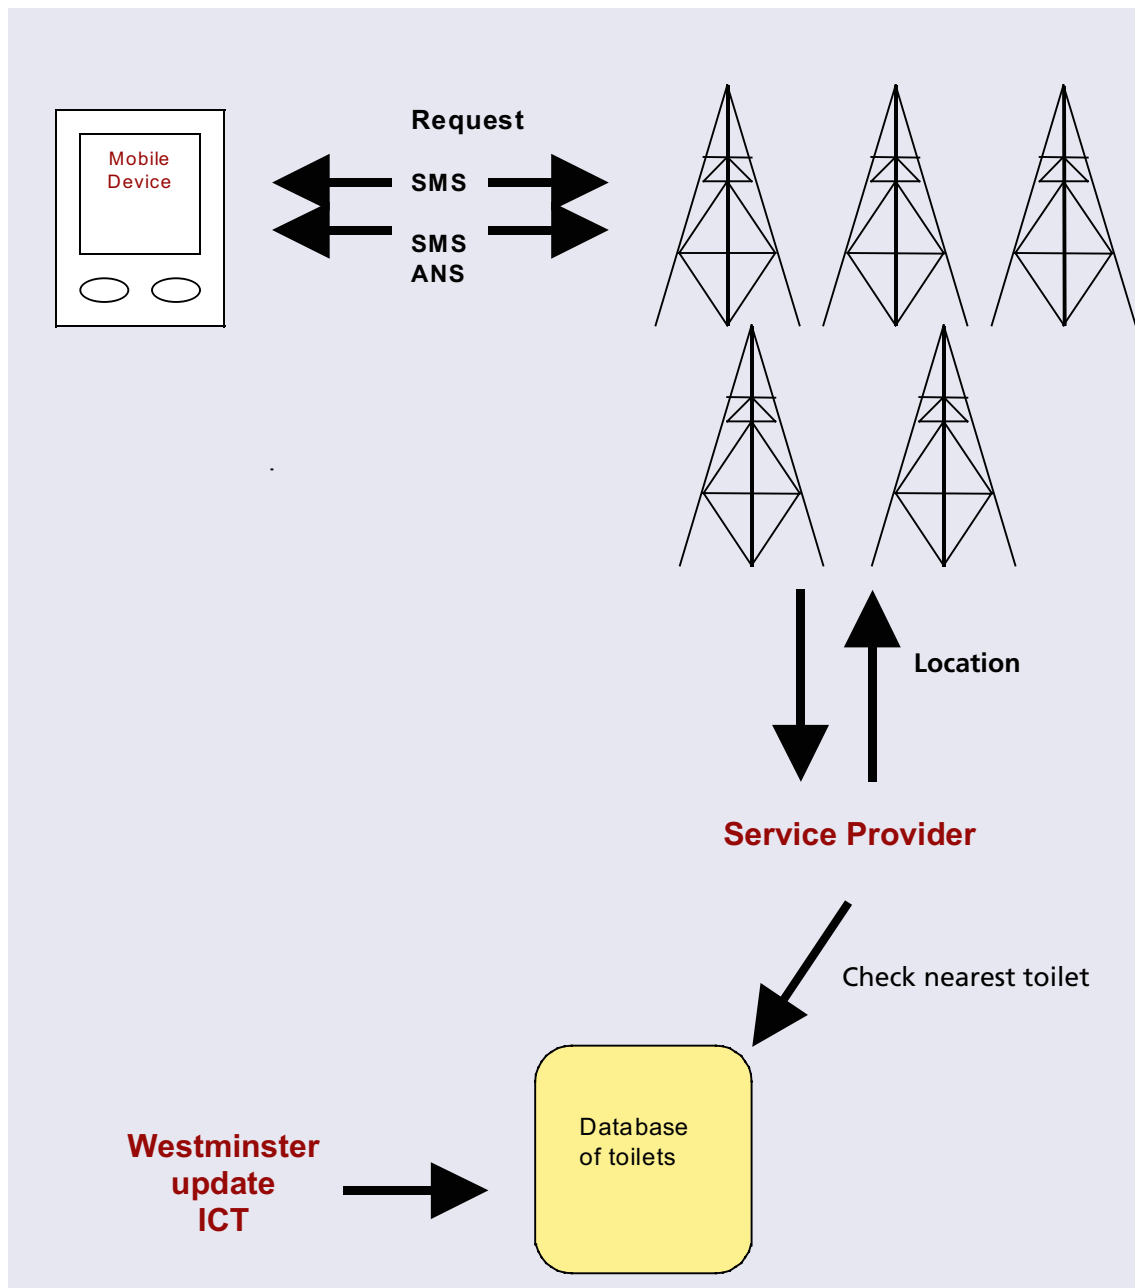 Mobile
Device
Request
SMS
SMS
ANS
Location
Service Provider
Check nearest toilet
Database
of toilets
Westminster
update
ICT